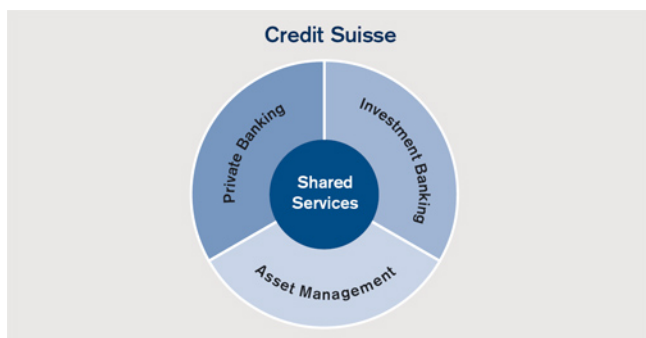 Credit Suisse
Private Banking
Investment Banking
Shared
Services
Asset Management